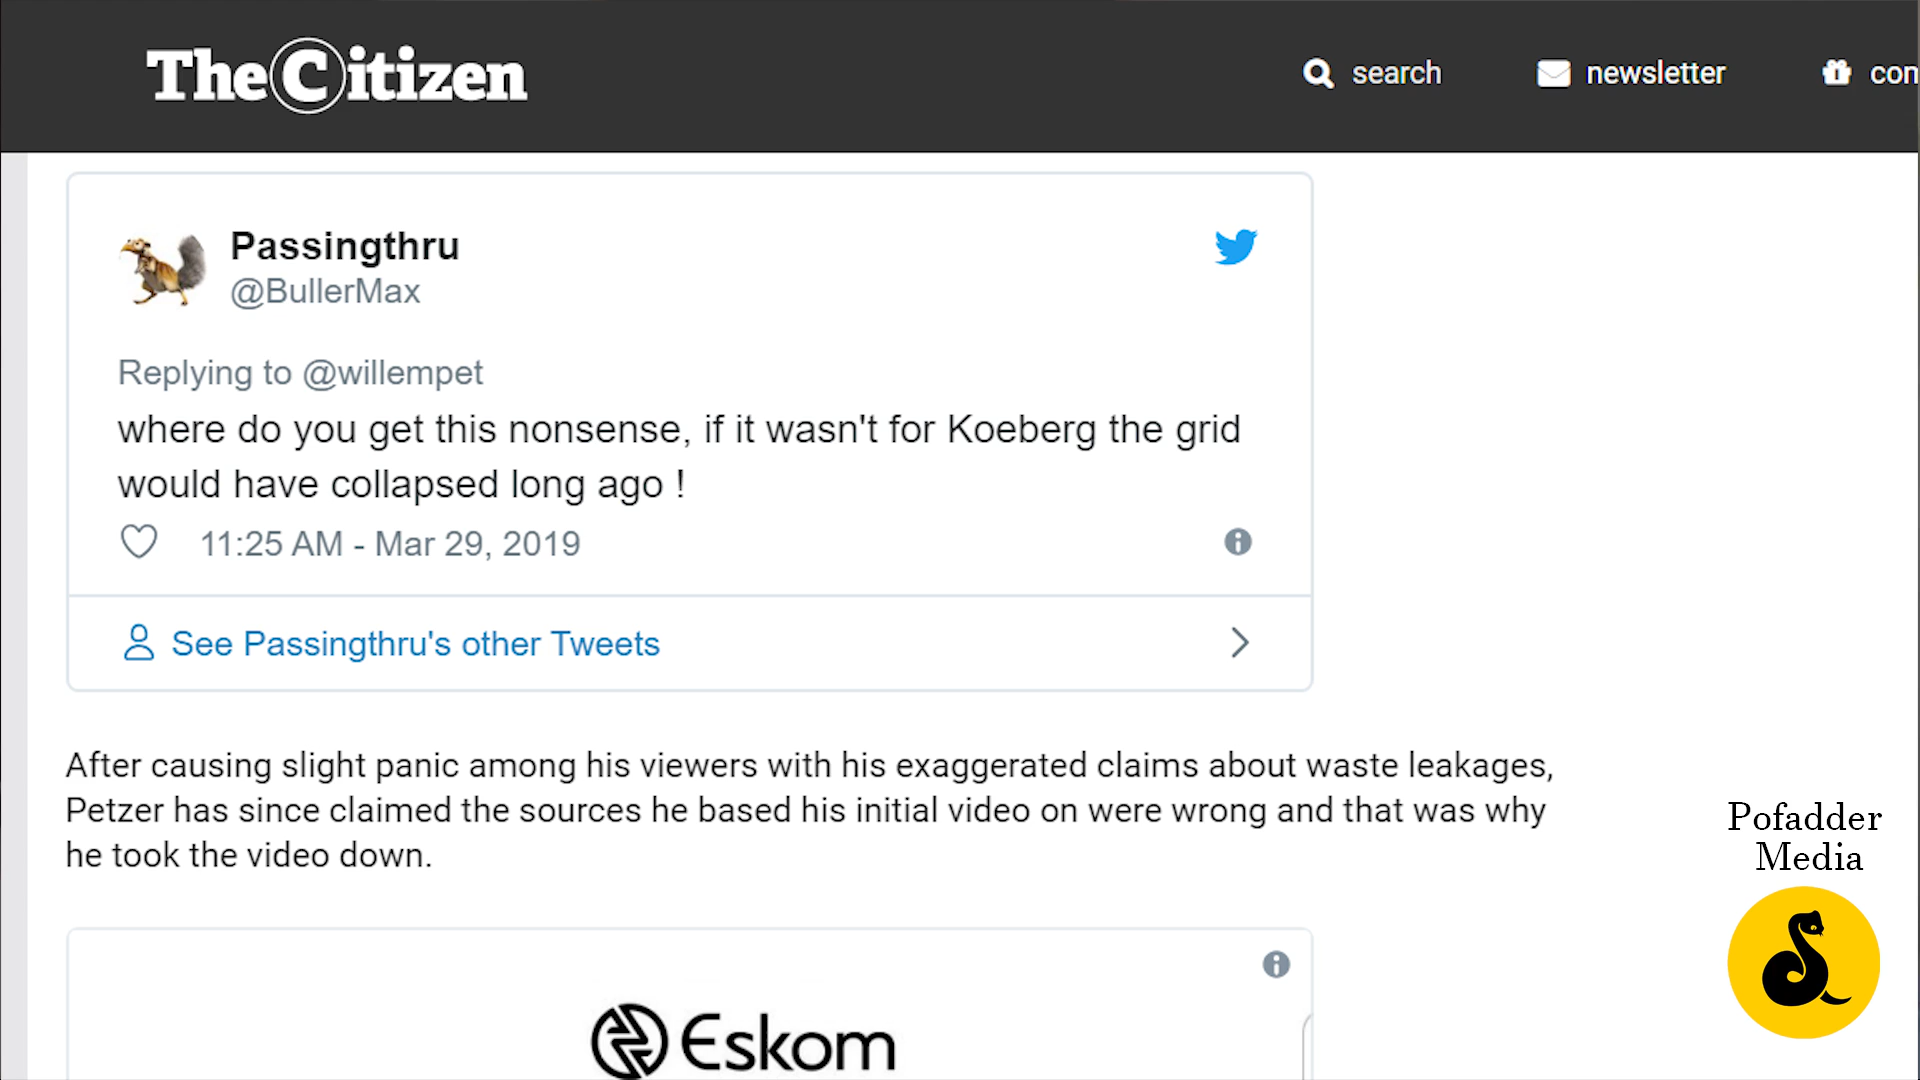 The Citizen
search
newsletter
con
Passingthru
@BullerMax
Replying to @willempet
where do you get this nonsense, if it wasn't for Koeberg the grid
would have collapsed long ago !
11:25 AM - Mar 29, 2019
See Passingthru's other Tweets
After causing slight panic among his viewers with his exaggerated claims about waste leakages,
Petzer has since claimed the sources he based his initial video on were wrong and that was why
he took the video down.
Pofadder
Media
Eskom